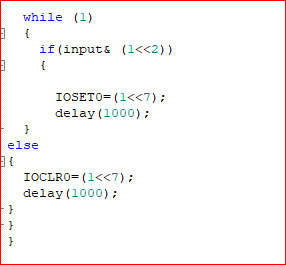 while (1)
{
if(input& (1<<2))
{
IOSET0=(1<<7);
delay(1000);
}
else
{
IOCLR0=(1<<7);
delay(1000);
}
}
}